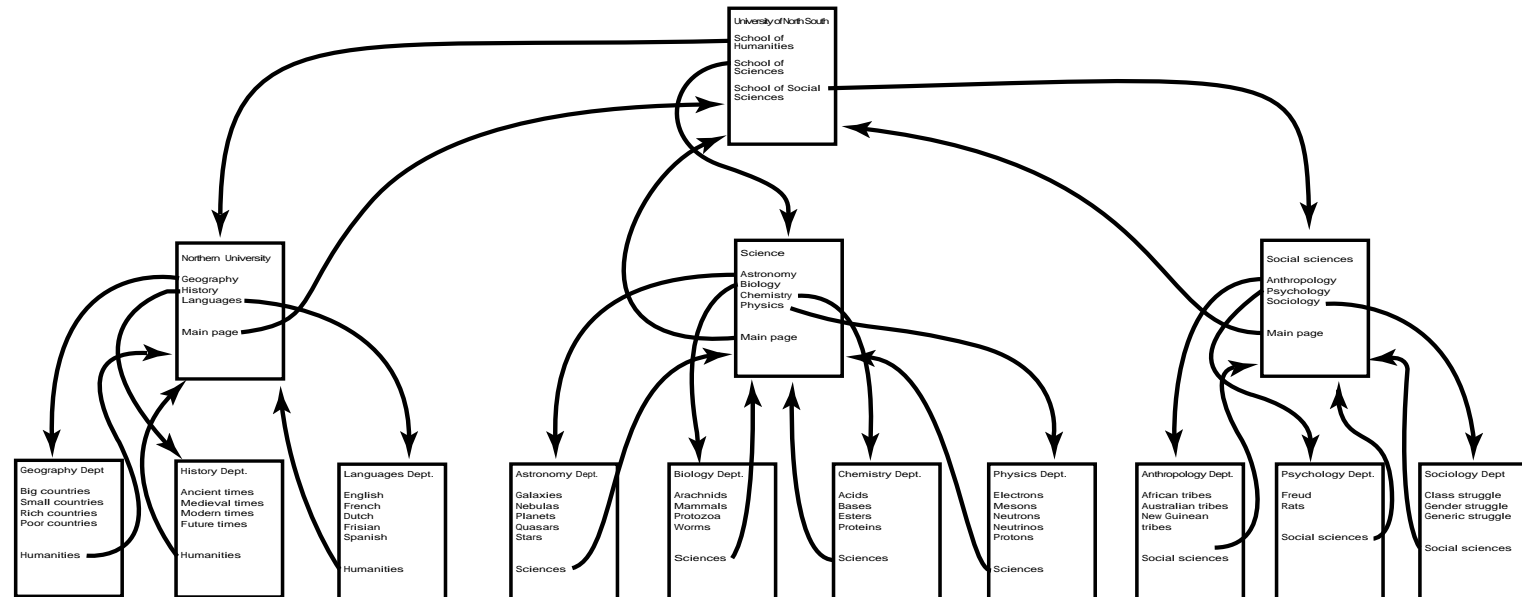 University of North South
School of
Humanities
School of
Sciences
School of Social
Sciences
Northern University
Geography
History
Languages
Main page
Science
Astronomy
Biology
Chemistry
Physics
Main page
Social sciences
Anthropology
Psychology
Sociology
Main page
Geography Dept
Big countries
Small countries
Rich countries
Poor countries
Humanities
History Dept.
Ancient times
Medieval times
Modern times
Future times
Humanities
Languages Dept.
English
French
Dutch
Frisian
Spanish
Humanities
Astronomy Dept.
Galaxies
Nebulas
Planets
Quasars
Stars
Sciences
Biology Dept.
Arachnids
Mammals
Protozoa
Worms
Sciences
Chemistry Dept.
Acids
Bases
Esters
Proteins
Sciences
Physics Dept.
Electrons
Mesons
Neutrons
Neutrinos
Protons
Sciences
Anthropology Dept.
African tribes
Australian tribes
New Guinean
tribes
Social sciences
Psychology Dept.
Freud
Rats
Social sciences
Sociology Dept
Class struggle
Gender struggle
Generic struggle
Social sciences